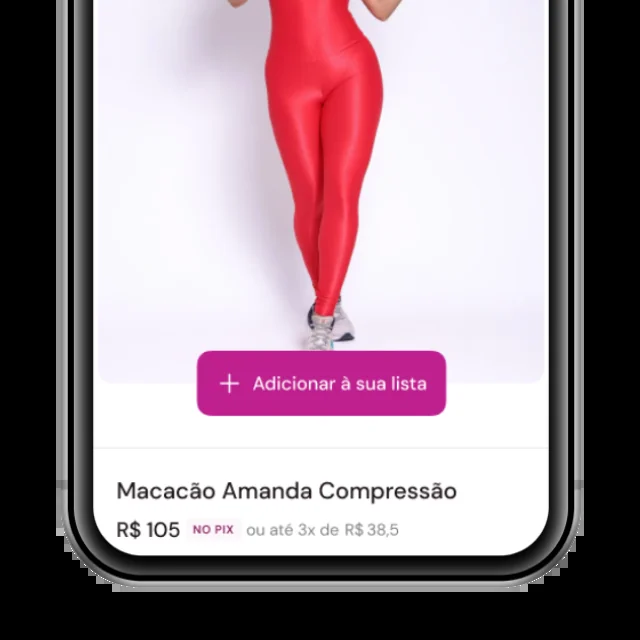 + Adicionar à sua lista
Macacão Amanda Compressão
R$ 105 NO PIX ou até 3x de R$ 38,5